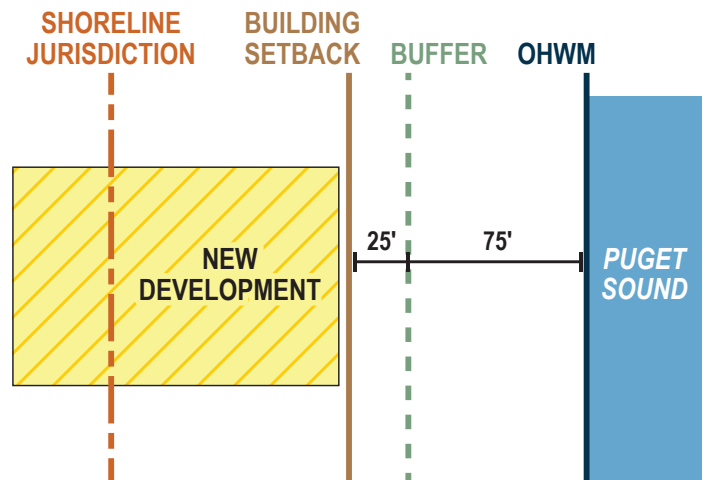 SHORELINE
JURISDICTION
BUILDING
SETBACK
BUFFER
OHWM
25'
75'
NEW
DEVELOPMENT
PUGET
SOUND